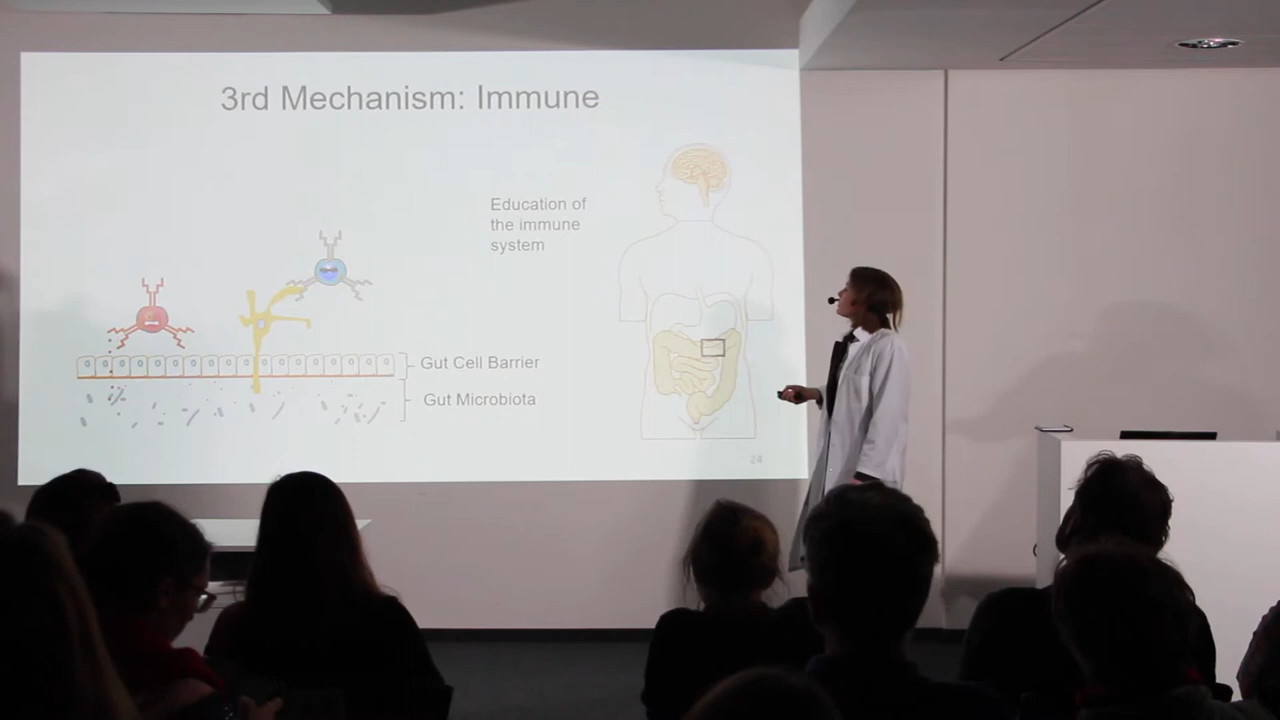 3rd Mechanism: Immune
Education of
the immune
system
Gut Cell Barrier
Gut Microbiota
24